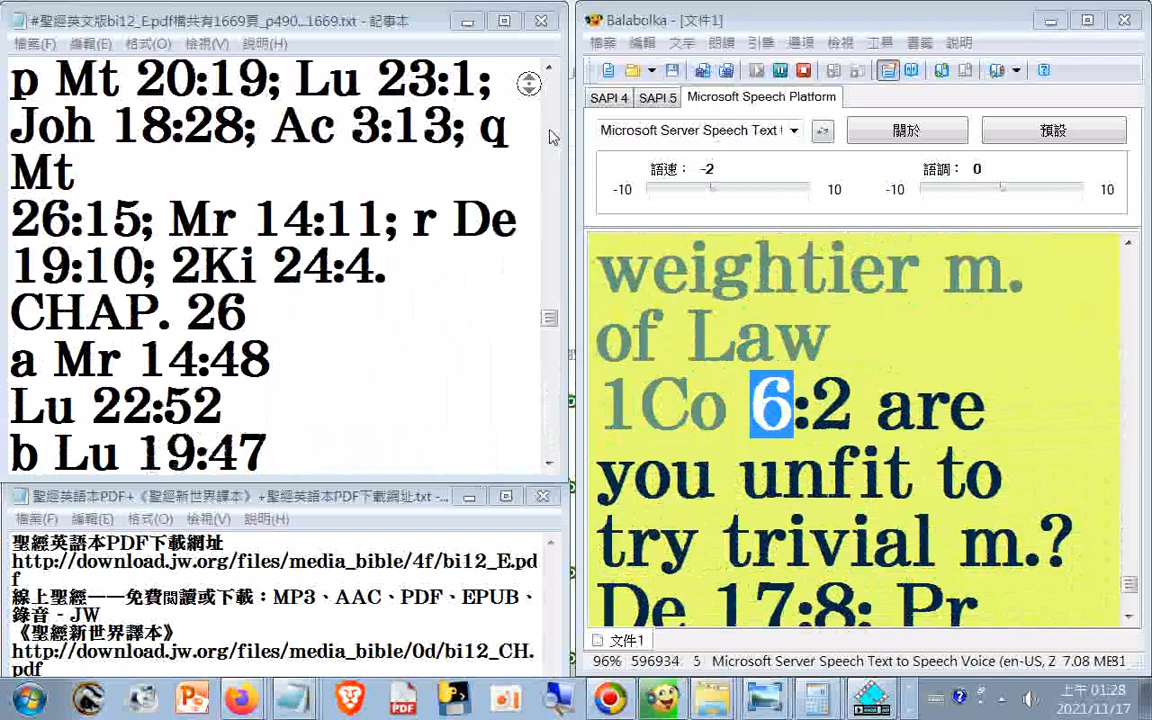 #聖經英文版bi12_E.pdf檔共有1669頁_p490,..1669.txt - 記事本
檔案(F) 編輯(E) 格式(O) 檢視(V) 說明(H)
p Mt 20:19; Lu 23:1;
Joh 18:28; Ac 3:13; q
Mt
26:15; Mr 14:11; r De
19:10; 2Ki 24:4.
CHAP. 26
a Mr 14:48
Lu 22:52
b Lu 19:47
聖經英語本PDF+《聖經新世界譯本》+聖經英語本PDF下載網址.txt -...
檔案(F) 編輯(E) 格式(O) 檢視(V) 說明(H)
聖經英語本PDF下載網址
http://download.jw.org/files/media_bible/4f/bi12_E.pd
f
線上聖經——免費閱讀或下載：MP3、AAC、PDF、EPUB、
錄音 - JW
《聖經新世界譯本》
http://download.jw.org/files/media_bible/0d/bi12_CH.
pdf
Balabolka - [文件1]
檔案 編輯 文字 朗讀 引擎 選項 檢視 工具 書籤 說明
SAPI 4 SAPI 5 Microsoft Speech Platform
Microsoft Server Speech Text 關於 預設
語速： -2 語調： 0
-10 10 -10 10
weightier m.
of Law
1Co 6:2 are
you unfit to
try trivial m.?
De 17:8; Pr
文件1
96% 596934 5 Microsoft Server Speech Text to Speech Voice (en-US, Z 7.08 MB
上午 01:28
2021/11/17